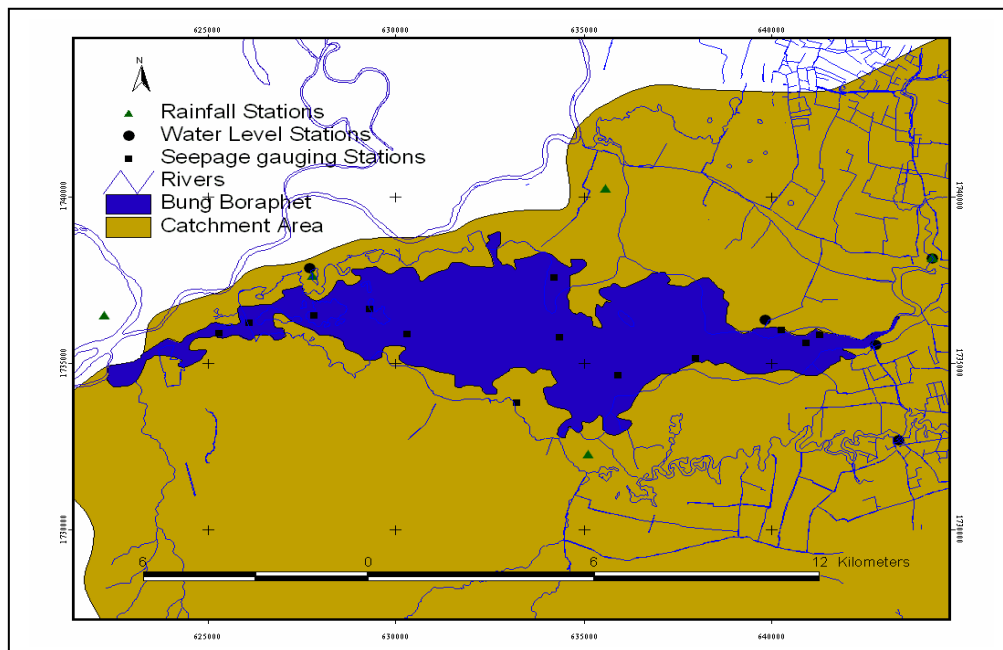 625000 630000 635000 640000
N
Rainfall Stations
Water Level Stations
Seepage gauging Stations
Rivers
Bung Boraphet
Catchment Area
1740000 1740000
1735000 1735000
1730000 1730000
6 0 6 12 Kilometers
625000 630000 635000 640000